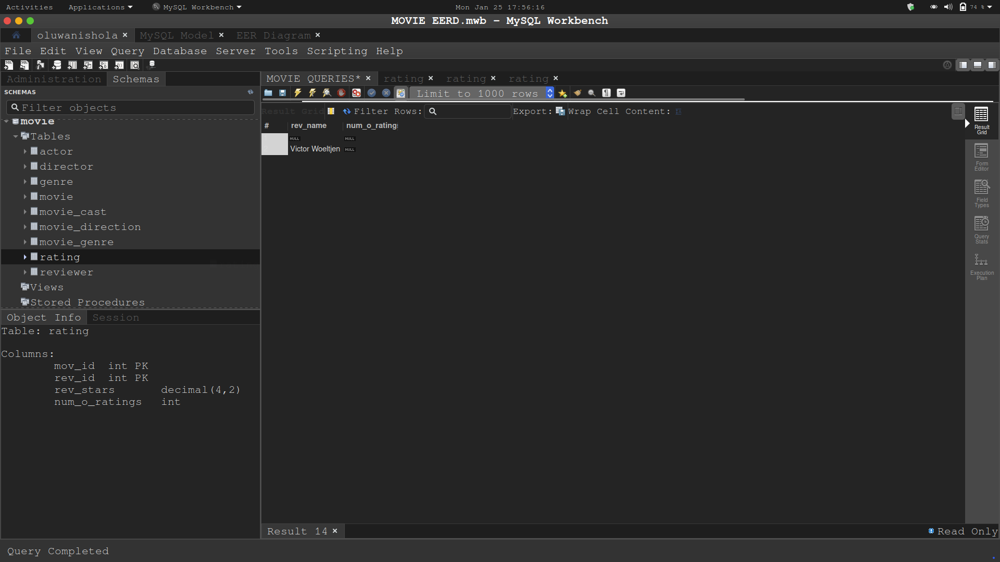 Activities Applications MySQL Workbench Mon Jan 25 17:56:16 74 %
MOVIE EERD.mwb - MySQL Workbench
oluwanishola × MySQL Model × EER Diagram ×
File Edit View Query Database Server Tools Scripting Help
Administration Schemas MOVIE QUERIES* × rating × rating × rating ×
SCHEMAS
Limit to 1000 rows
Filter objects
Result Grid Filter Rows: Export: Wrap Cell Content:
movie
# rev_name num_o_ratings
Tables
NULL NULL
actor
Victor Woeltjen NULL
director
genre
movie
movie_cast
movie_direction
movie_genre
rating
reviewer
Views
Stored Procedures
Result
Grid
Form
Editor
Field
Types
Query
Stats
Execution
Plan
Object Info Session
Table: rating
Columns:
mov_id int PK
rev_id int PK
rev_stars decimal(4,2)
num_o_ratings int
Result 14 × Read Only
Query Completed